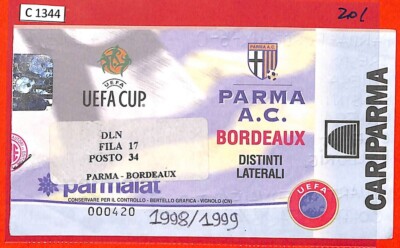 C 1344
20/
UEFA
UEFA CUP
PARMA A.C.
PARMA
A.C.
BORDEAUX
DISTINTI
LATERALI
DLN
FILA 17
POSTO 34
PARMA - BORDEAUX
parmalat
CONSERVARE PER IL CONTROLLO - BERTELLO GRAFICA - VIGNOLO (CN)
000420
1998/1999
UEFA
CARIPARMA